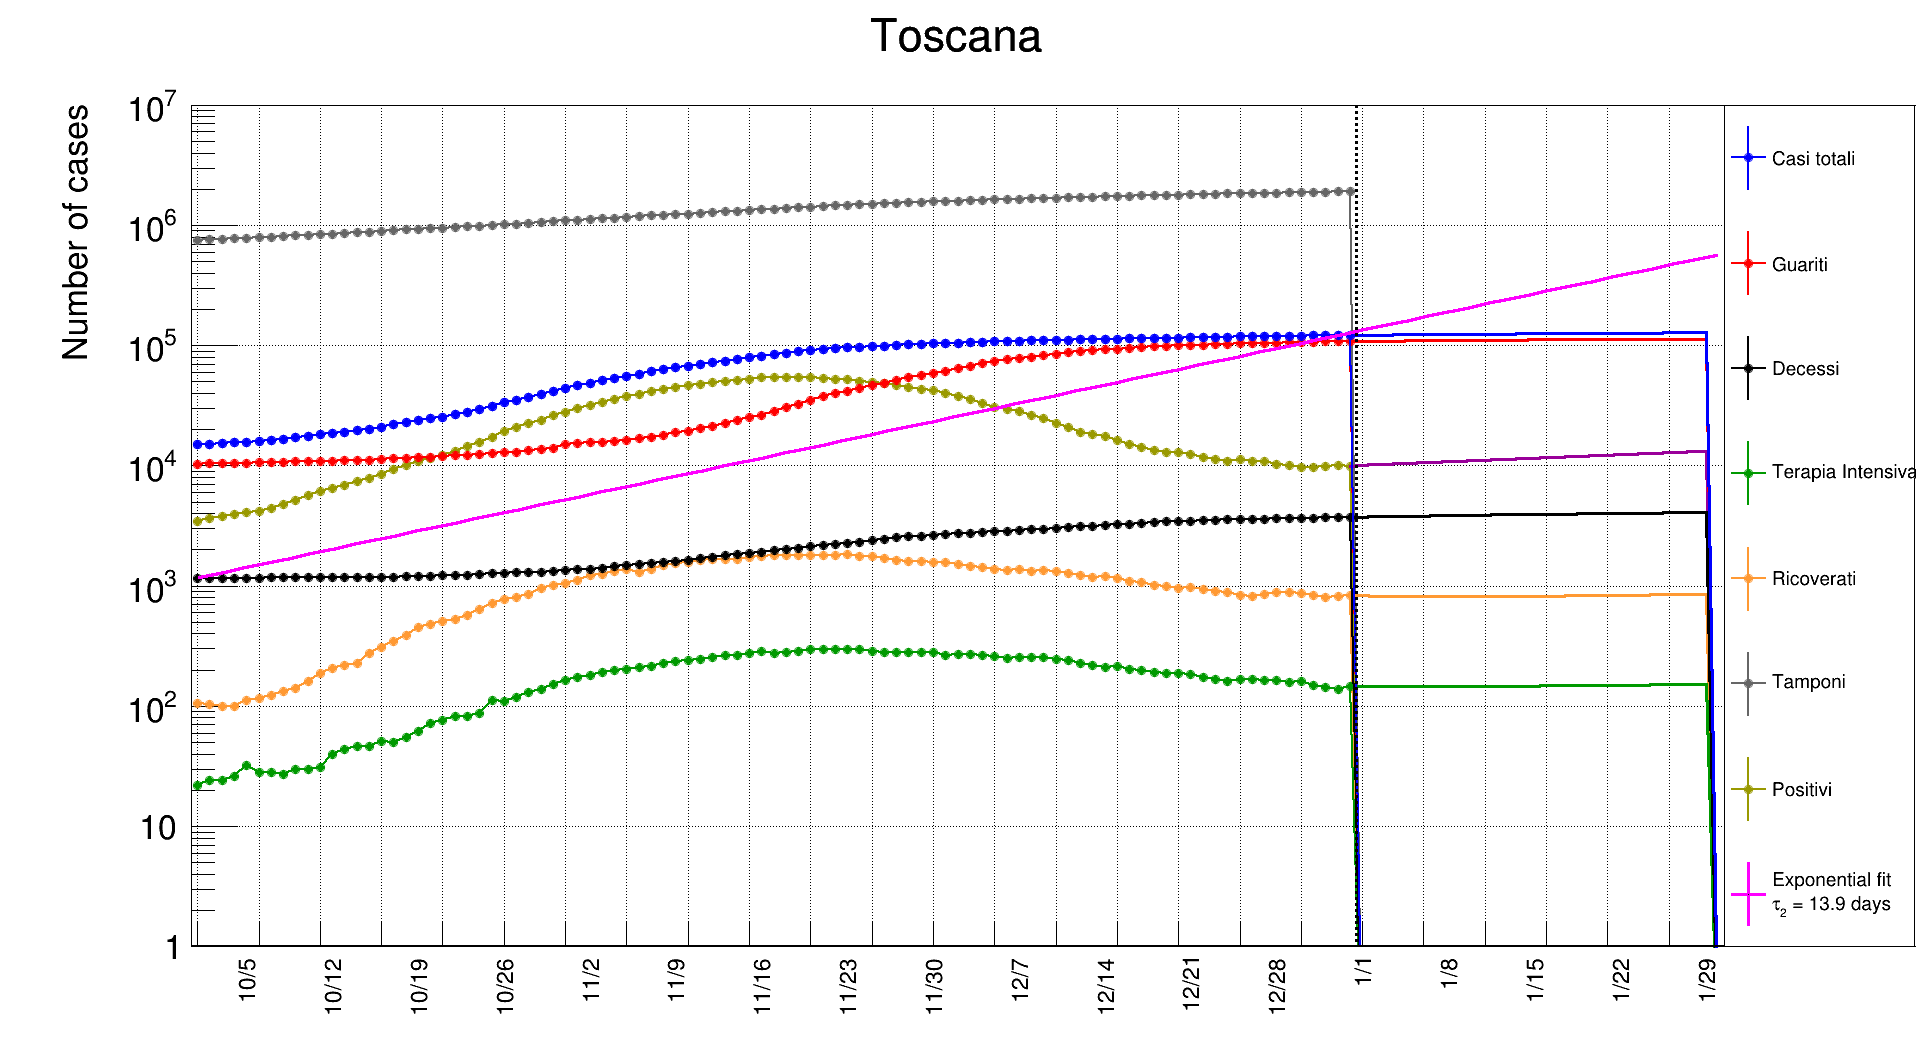 Toscana
Number of cases
10^7
10^6
10^5
10^4
10^3
10^2
10
1
10/5
10/12
10/19
10/26
11/2
11/9
11/16
11/23
11/30
12/7
12/14
12/21
12/28
1/1
1/8
1/15
1/22
1/29
Casi totali
Guariti
Decessi
Terapia Intensiva
Ricoverati
Tamponi
Positivi
Exponential fit
τ₂ = 13.9 days